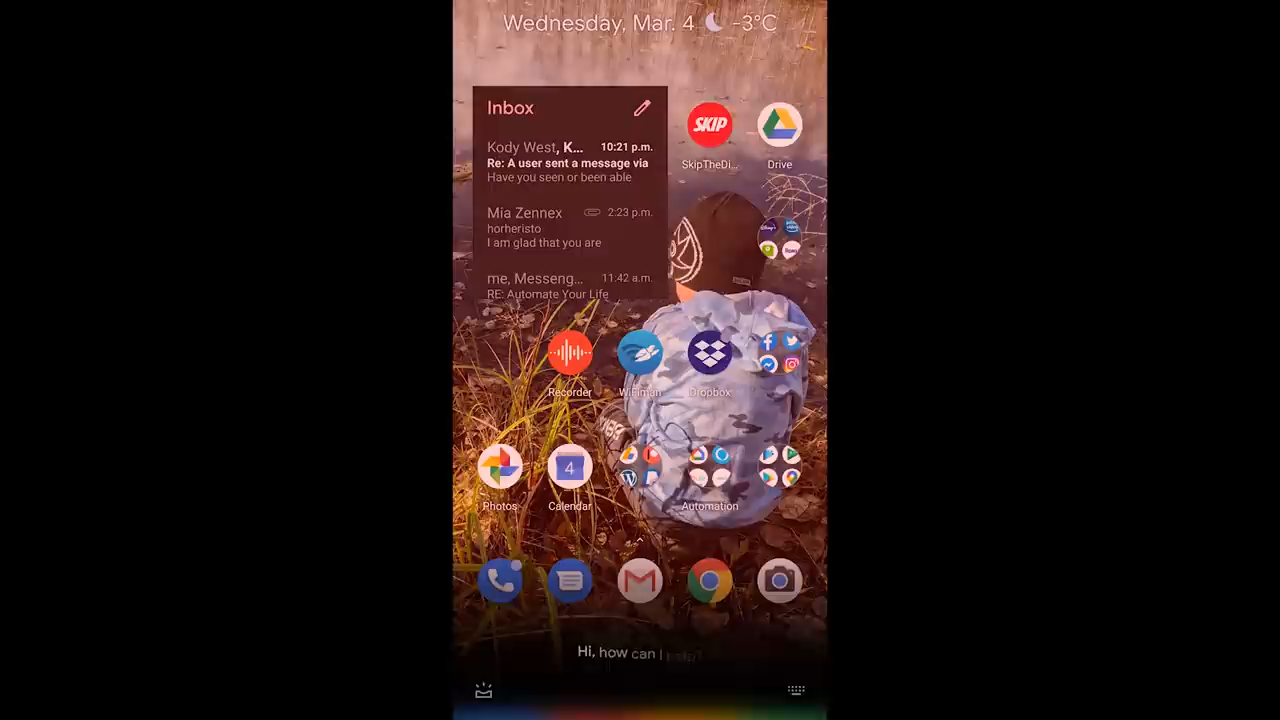 Wednesday, Mar. 4 -3°C
Inbox
Kody West, K... 10:21 p.m.
Re: A user sent a message via
Have you seen or been able
Mia Zennex 2:23 p.m.
horheristo
I am glad that you are
me, Messeng... 11:42 a.m.
RE: Automate Your Life
SKIP
SkipTheDi...
Drive
Recorder
WiFiman
Dropbox
4
Photos
Calendar
Automation
Hi, how can I help?